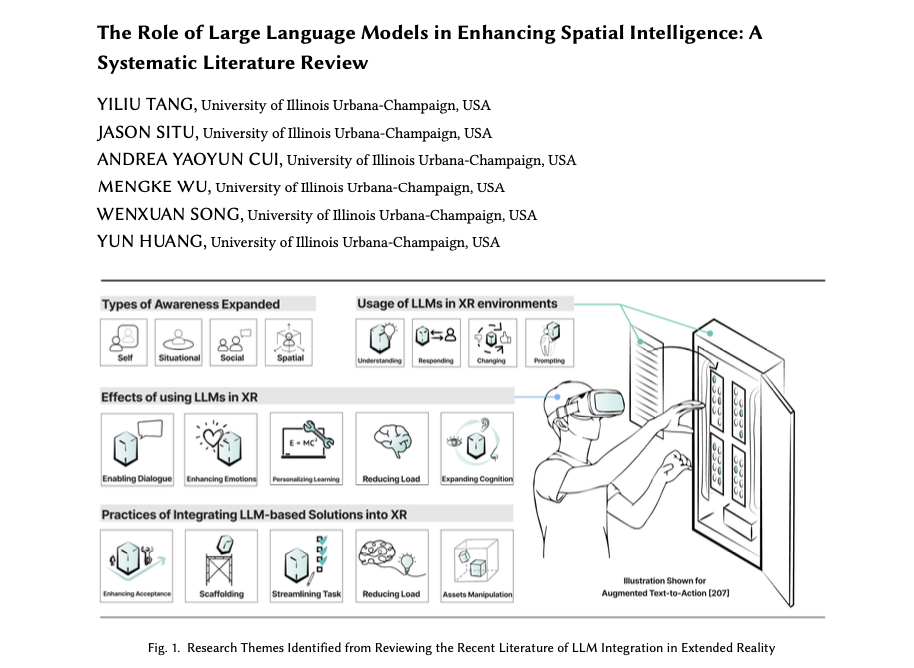 The Role of Large Language Models in Enhancing Spatial Intelligence: A
Systematic Literature Review
YILIU TANG, University of Illinois Urbana-Champaign, USA
JASON SITU, University of Illinois Urbana-Champaign, USA
ANDREA YAOYUN CUI, University of Illinois Urbana-Champaign, USA
MENGKE WU, University of Illinois Urbana-Champaign, USA
WENXUAN SONG, University of Illinois Urbana-Champaign, USA
YUN HUANG, University of Illinois Urbana-Champaign, USA
Types of Awareness Expanded
Self
Situational
Social
Spatial
Usage of LLMs in XR environments
Understanding
Responding
Changing
Prompting
Effects of using LLMs in XR
Enabling Dialogue
Enhancing Emotions
E = MC²
Personalizing Learning
Reducing Load
Expanding Cognition
Practices of Integrating LLM-based Solutions into XR
Enhancing Acceptance
Scaffolding
Streamlining Task
Reducing Load
Assets Manipulation
Illustration Shown for
Augmented Text-to-Action [207]
Fig. 1. Research Themes Identified from Reviewing the Recent Literature of LLM Integration in Extended Reality